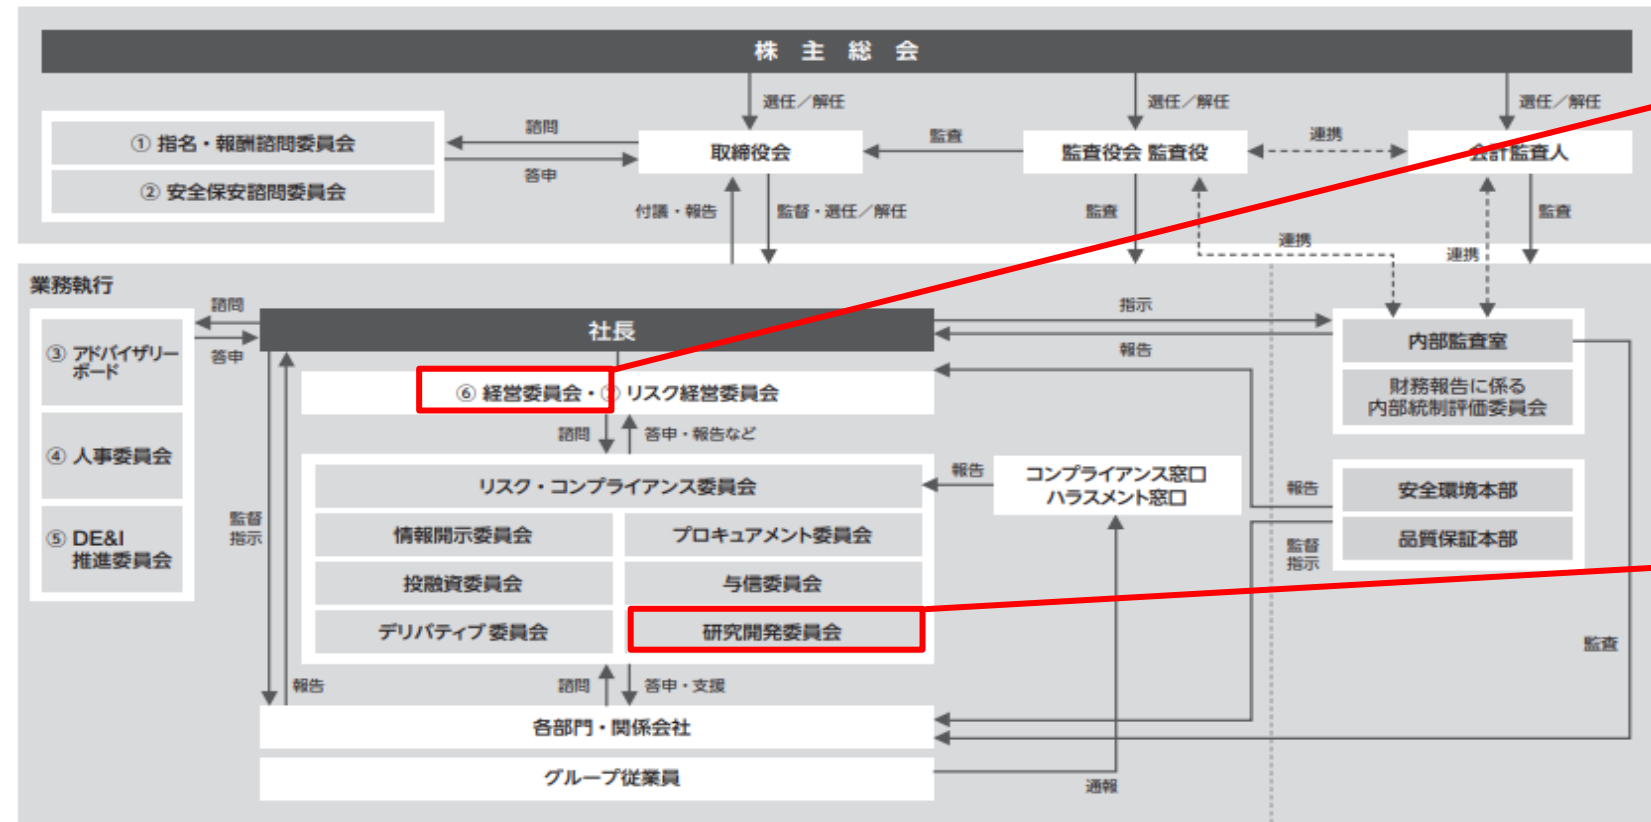 株主総会
選任／解任
選任／解任
選任／解任
① 指名・報酬諮問委員会
② 安全保安諮問委員会
諮問
答申
取締役会
監査
監査役会 監査役
連携
会計監査人
付議・報告
監督・選任／解任
監査
連携
連携
監査
業務執行
諮問
答申
③ アドバイザリー
ボード
④ 人事委員会
⑤ DE&I
推進委員会
社長
指示
報告
⑥ 経営委員会・
リスク経営委員会
諮問
答申・報告など
リスク・コンプライアンス委員会
情報開示委員会
プロキュアメント委員会
投融資委員会
与信委員会
デリバティブ委員会
研究開発委員会
報告
コンプライアンス窓口
ハラスメント窓口
内部監査室
財務報告に係る
内部統制評価委員会
報告
安全環境本部
品質保証本部
監督
指示
監督
指示
報告
諮問
答申・支援
監査
各部門・関係会社
グループ従業員
通報